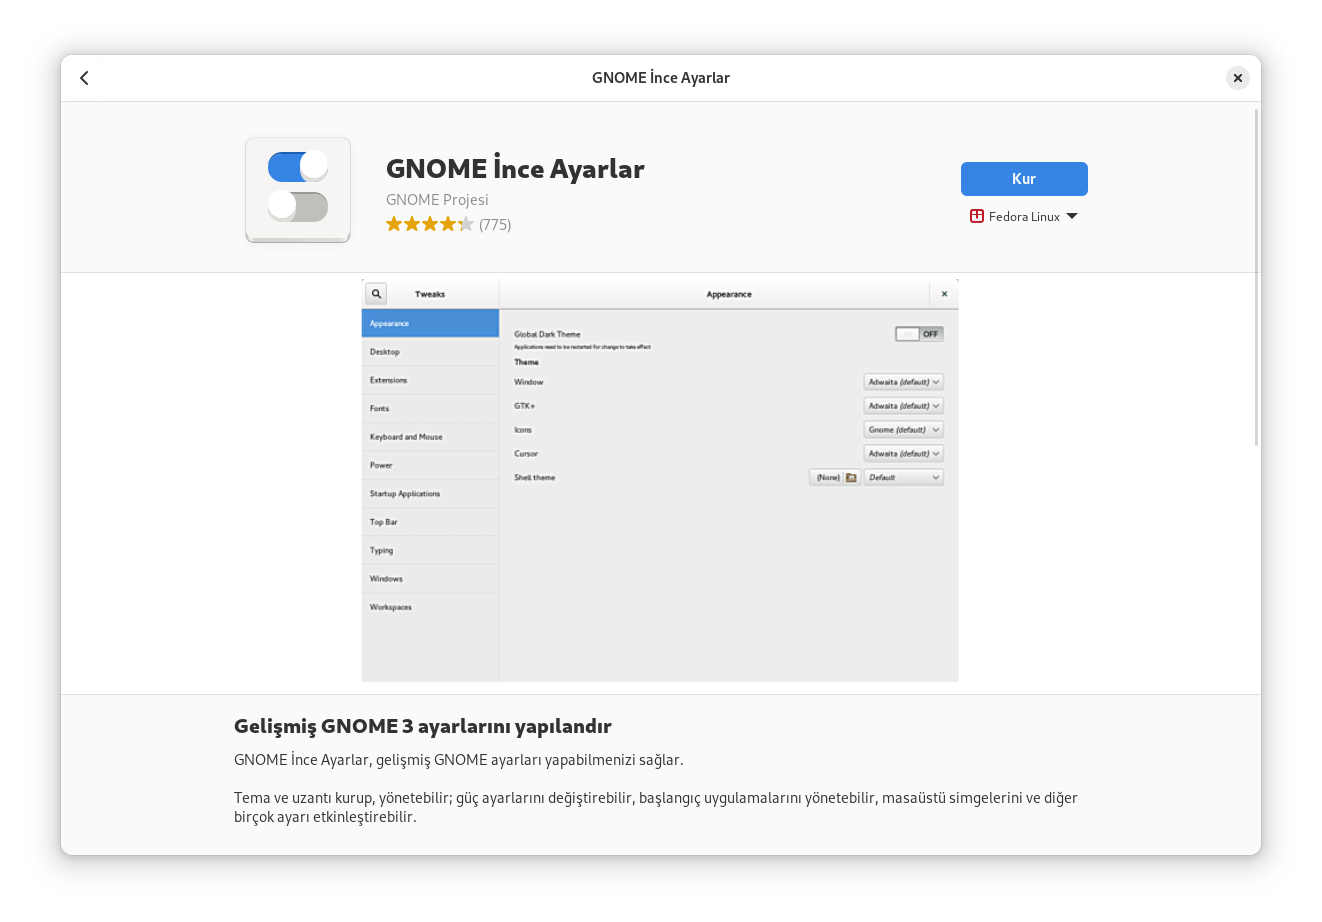 GNOME İnce Ayarlar
GNOME İnce Ayarlar
GNOME Projesi
(775)
Kur
Fedora Linux
Tweaks
Appearance
Appearance
Desktop
Extensions
Fonts
Keyboard and Mouse
Power
Startup Applications
Top Bar
Typing
Windows
Workspaces
Global Dark Theme
OFF
Applications need to be restarted for change to take effect
Theme
Window
Adwaita (default)
GTK+
Adwaita (default)
Icons
Gnome (default)
Cursor
Adwaita (default)
Shell theme
(None)
Default
Gelişmiş GNOME 3 ayarlarını yapılandır
GNOME İnce Ayarlar, gelişmiş GNOME ayarları yapabilmenizi sağlar.
Tema ve uzantı kurup, yönetebilir; güç ayarlarını değiştirebilir, başlangıç uygulamalarını yönetebilir, masaüstü simgelerini ve diğer
birçok ayarı etkinleştirebilir.